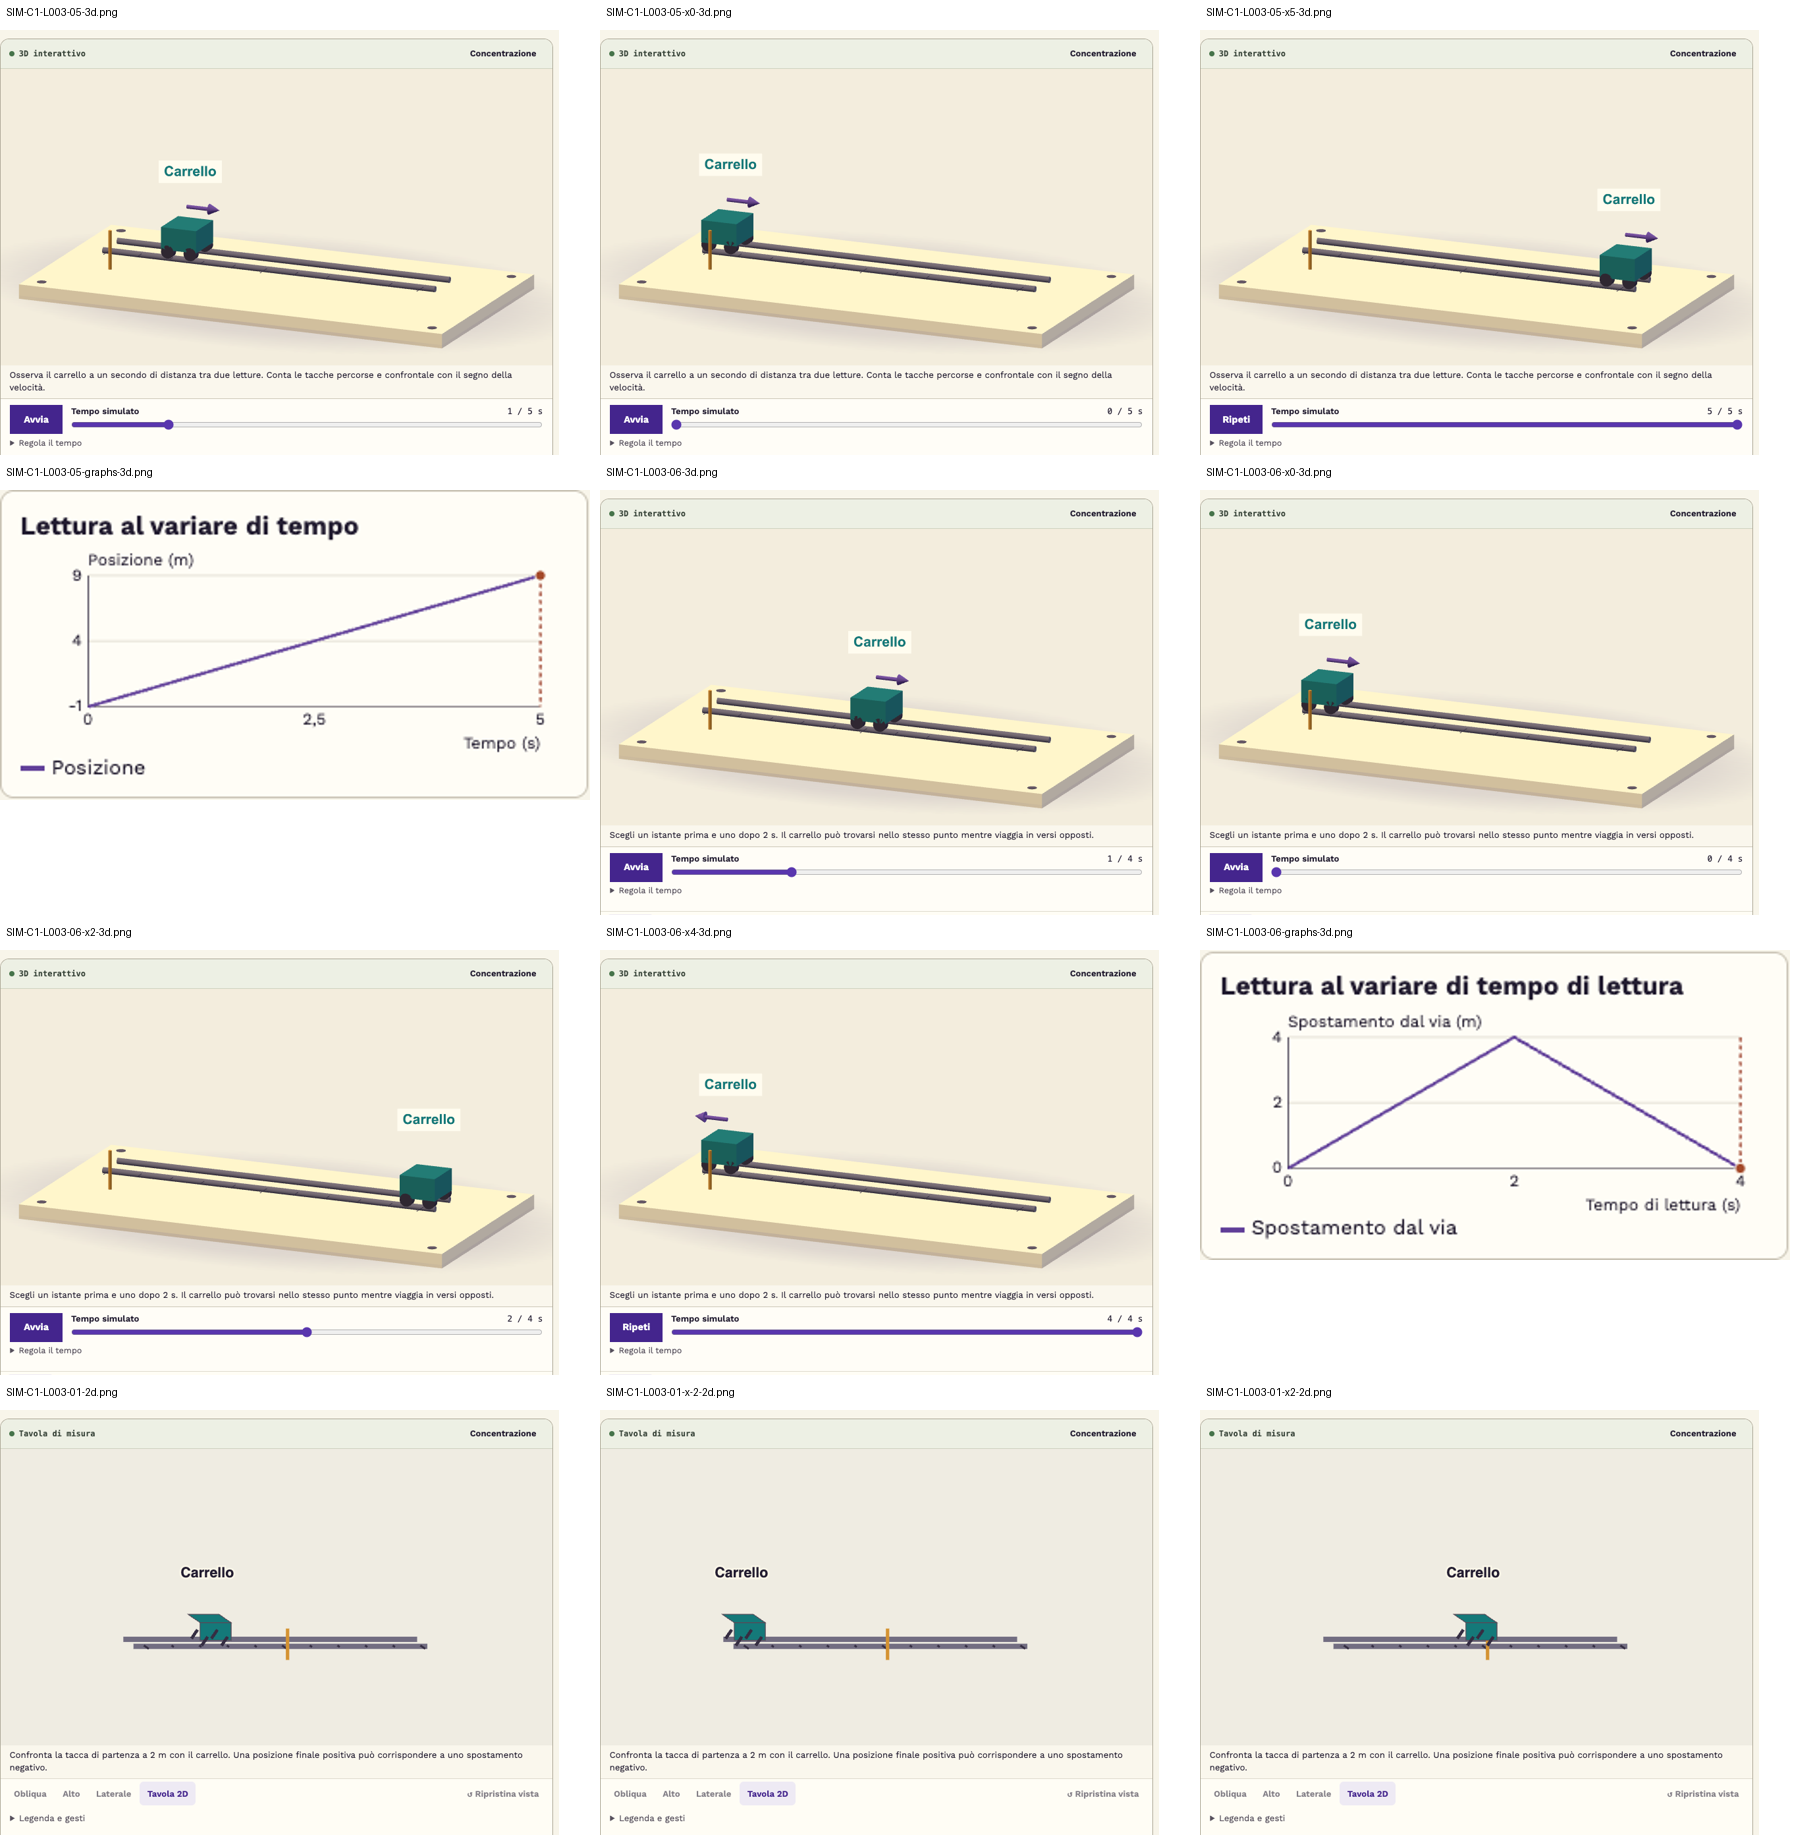 SIM-C1-L003-05-3d.png
3D interattivo
Concentrazione
Carrello
Osserva il carrello a un secondo di distanza tra due letture. Conta le tacche percorse e confrontale con il segno della
velocità.
Avvia
Tempo simulato
1 / 5 s
▶ Regola il tempo
SIM-C1-L003-05-x0-3d.png
3D interattivo
Concentrazione
Carrello
Osserva il carrello a un secondo di distanza tra due letture. Conta le tacche percorse e confrontale con il segno della
velocità.
Avvia
Tempo simulato
0 / 5 s
▶ Regola il tempo
SIM-C1-L003-05-x5-3d.png
3D interattivo
Concentrazione
Carrello
Osserva il carrello a un secondo di distanza tra due letture. Conta le tacche percorse e confrontale con il segno della
velocità.
Ripeti
Tempo simulato
5 / 5 s
▶ Regola il tempo
SIM-C1-L003-05-graphs-3d.png
Lettura al variare di tempo
Posizione (m)
9
4
-1
0
2,5
5
Tempo (s)
Posizione
SIM-C1-L003-06-3d.png
3D interattivo
Concentrazione
Carrello
Scegli un istante prima e uno dopo 2 s. Il carrello può trovarsi nello stesso punto mentre viaggia in versi opposti.
Avvia
Tempo simulato
1 / 4 s
▶ Regola il tempo
SIM-C1-L003-06-x0-3d.png
3D interattivo
Concentrazione
Carrello
Scegli un istante prima e uno dopo 2 s. Il carrello può trovarsi nello stesso punto mentre viaggia in versi opposti.
Avvia
Tempo simulato
0 / 4 s
▶ Regola il tempo
SIM-C1-L003-06-x2-3d.png
3D interattivo
Concentrazione
Carrello
Scegli un istante prima e uno dopo 2 s. Il carrello può trovarsi nello stesso punto mentre viaggia in versi opposti.
Avvia
Tempo simulato
2 / 4 s
▶ Regola il tempo
SIM-C1-L003-06-x4-3d.png
3D interattivo
Concentrazione
Carrello
Scegli un istante prima e uno dopo 2 s. Il carrello può trovarsi nello stesso punto mentre viaggia in versi opposti.
Ripeti
Tempo simulato
4 / 4 s
▶ Regola il tempo
SIM-C1-L003-06-graphs-3d.png
Lettura al variare di tempo di lettura
Spostamento dal via (m)
4
2
0
0
2
4
Tempo di lettura (s)
Spostamento dal via
SIM-C1-L003-01-2d.png
Tavola di misura
Concentrazione
Carrello
Confronta la tacca di partenza a 2 m con il carrello. Una posizione finale positiva può corrispondere a uno spostamento
negativo.
Obliqua Alto Laterale Tavola 2D
↺ Ripristina vista
▶ Legenda e gesti
SIM-C1-L003-01-x-2-2d.png
Tavola di misura
Concentrazione
Carrello
Confronta la tacca di partenza a 2 m con il carrello. Una posizione finale positiva può corrispondere a uno spostamento
negativo.
Obliqua Alto Laterale Tavola 2D
↺ Ripristina vista
▶ Legenda e gesti
SIM-C1-L003-01-x2-2d.png
Tavola di misura
Concentrazione
Carrello
Confronta la tacca di partenza a 2 m con il carrello. Una posizione finale positiva può corrispondere a uno spostamento
negativo.
Obliqua Alto Laterale Tavola 2D
↺ Ripristina vista
▶ Legenda e gesti